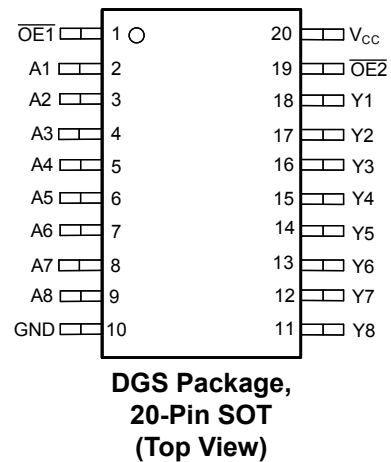 OE1 1 20 VCC
A1 2 19 OE2
A2 3 18 Y1
A3 4 17 Y2
A4 5 16 Y3
A5 6 15 Y4
A6 7 14 Y5
A7 8 13 Y6
A8 9 12 Y7
GND 10 11 Y8
DGS Package,
20-Pin SOT
(Top View)